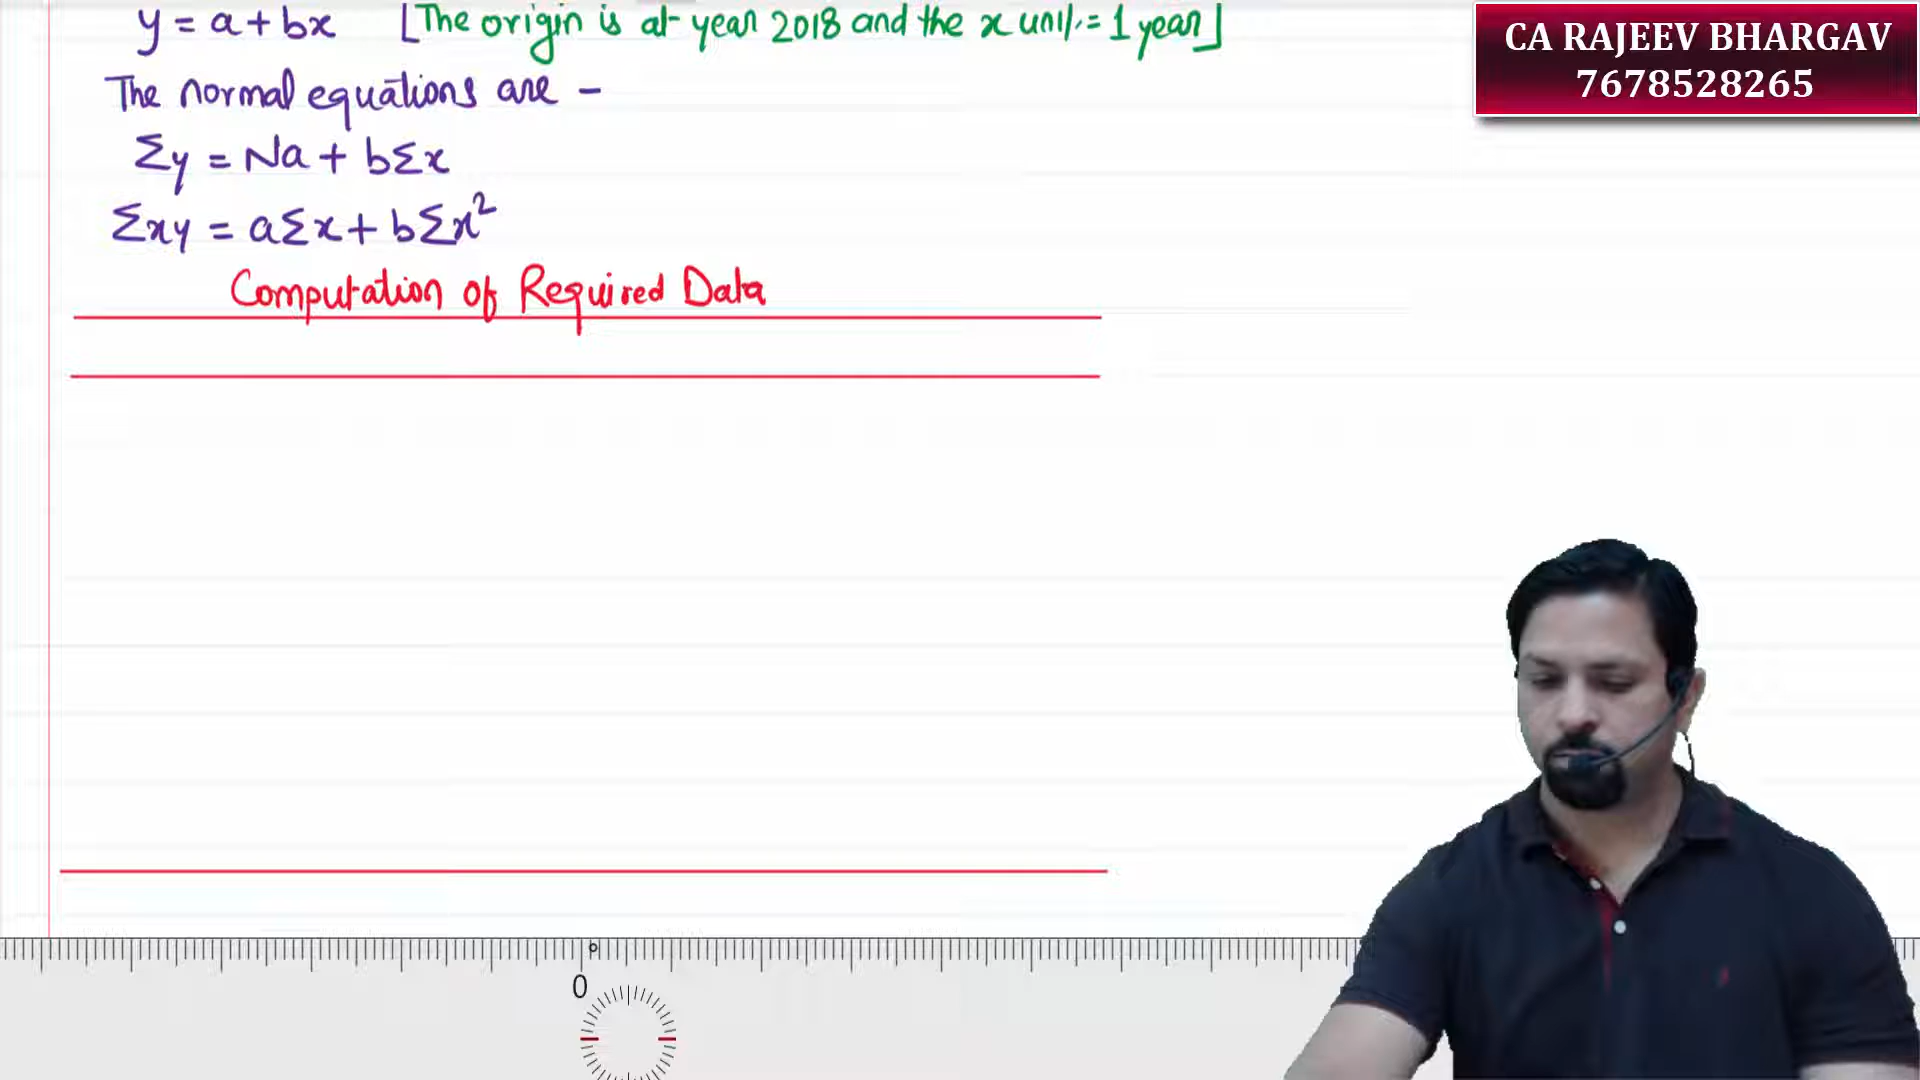 y = a + bx [The origin is at year 2018 and the x unit = 1 year]
The normal equations are -
Σy = Na + bΣx
Σxy = aΣx + bΣx²
Computation of Required Data
CA RAJEEV BHARGAV
7678528265
0